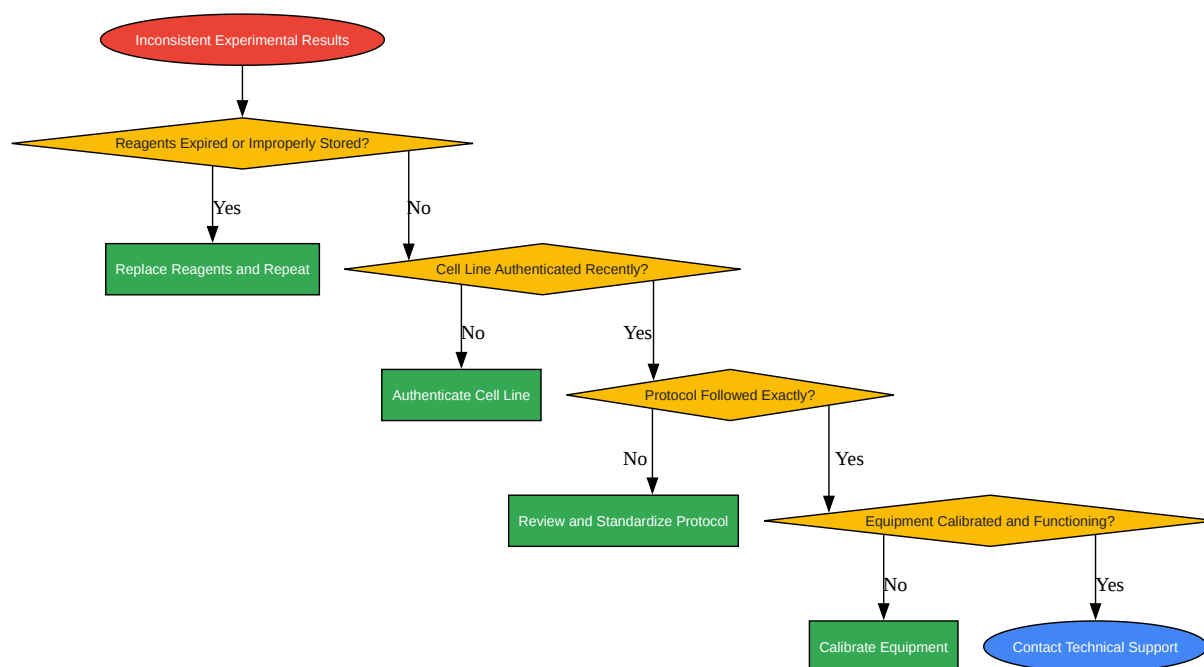 Inconsistent Experimental Results
Reagents Expired or Improperly Stored?
Yes
No
Replace Reagents and Repeat
Cell Line Authenticated Recently?
No
Yes
Authenticate Cell Line
Protocol Followed Exactly?
No
Yes
Review and Standardize Protocol
Equipment Calibrated and Functioning?
No
Yes
Calibrate Equipment
Contact Technical Support